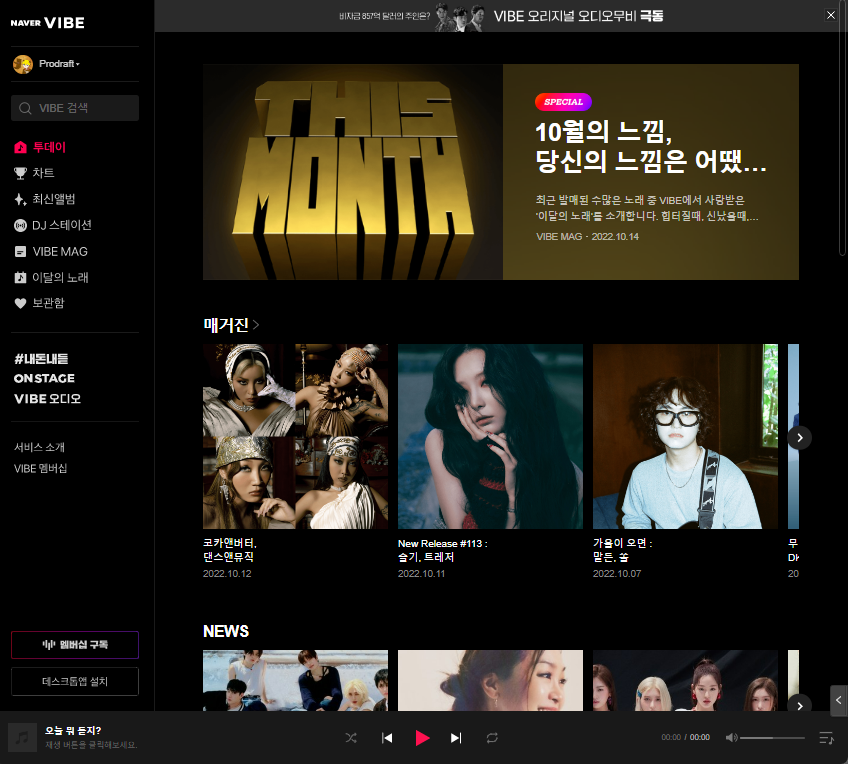 NAVER VIBE
Prodraft
VIBE 검색
투데이
차트
최신앨범
DJ 스테이션
VIBE MAG
이달의 노래
보관함
#내돈내듣
ON STAGE
VIBE 오디오
서비스 소개
VIBE 멤버십
멤버십 구독
데스크톱앱 설치
비자금 857억 달러의 주인은?
VIBE 오리지널 오디오무비 극동
THIS
MONTH
SPECIAL
10월의 느낌,
당신의 느낌은 어땠...
최근 발매된 수많은 노래 중 VIBE에서 사랑받은
'이달의 노래'를 소개합니다. 힙터질때, 신났을때,...
VIBE MAG · 2022.10.14
매거진
코카앤버터,
댄스앤뮤직
2022.10.12
New Release #113 :
슬기, 트레저
2022.10.11
가을이 오면 :
말든, 쏠
2022.10.07
무
20
NEWS
오늘 뭐 듣지?
재생 버튼을 클릭해보세요.
00:00 / 00:00